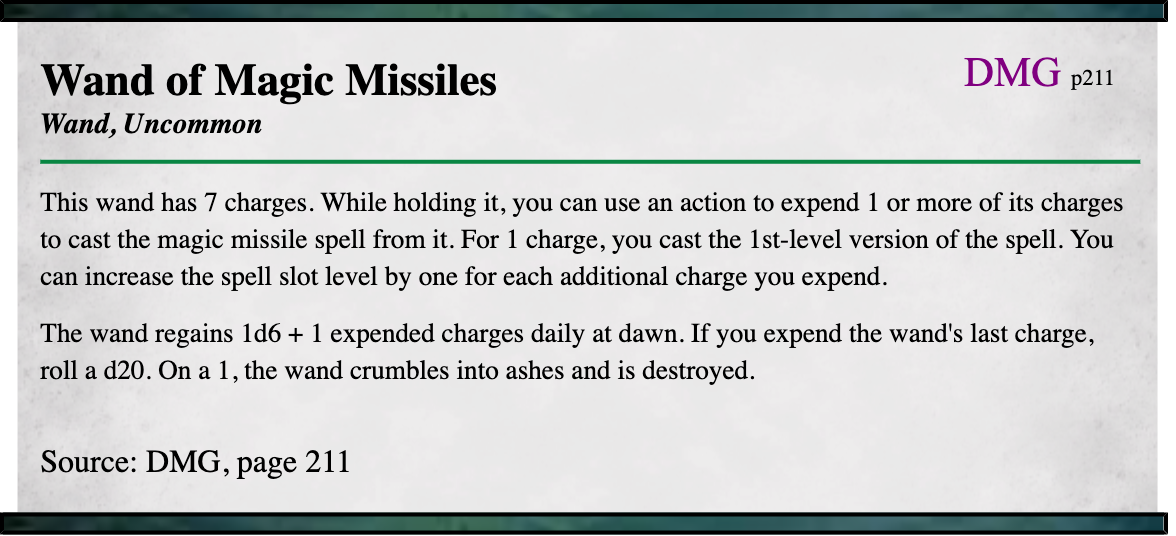 Wand of Magic Missiles
DMG p211
Wand, Uncommon
This wand has 7 charges. While holding it, you can use an action to expend 1 or more of its charges
to cast the magic missile spell from it. For 1 charge, you cast the 1st-level version of the spell. You
can increase the spell slot level by one for each additional charge you expend.
The wand regains 1d6 + 1 expended charges daily at dawn. If you expend the wand's last charge,
roll a d20. On a 1, the wand crumbles into ashes and is destroyed.
Source: DMG, page 211